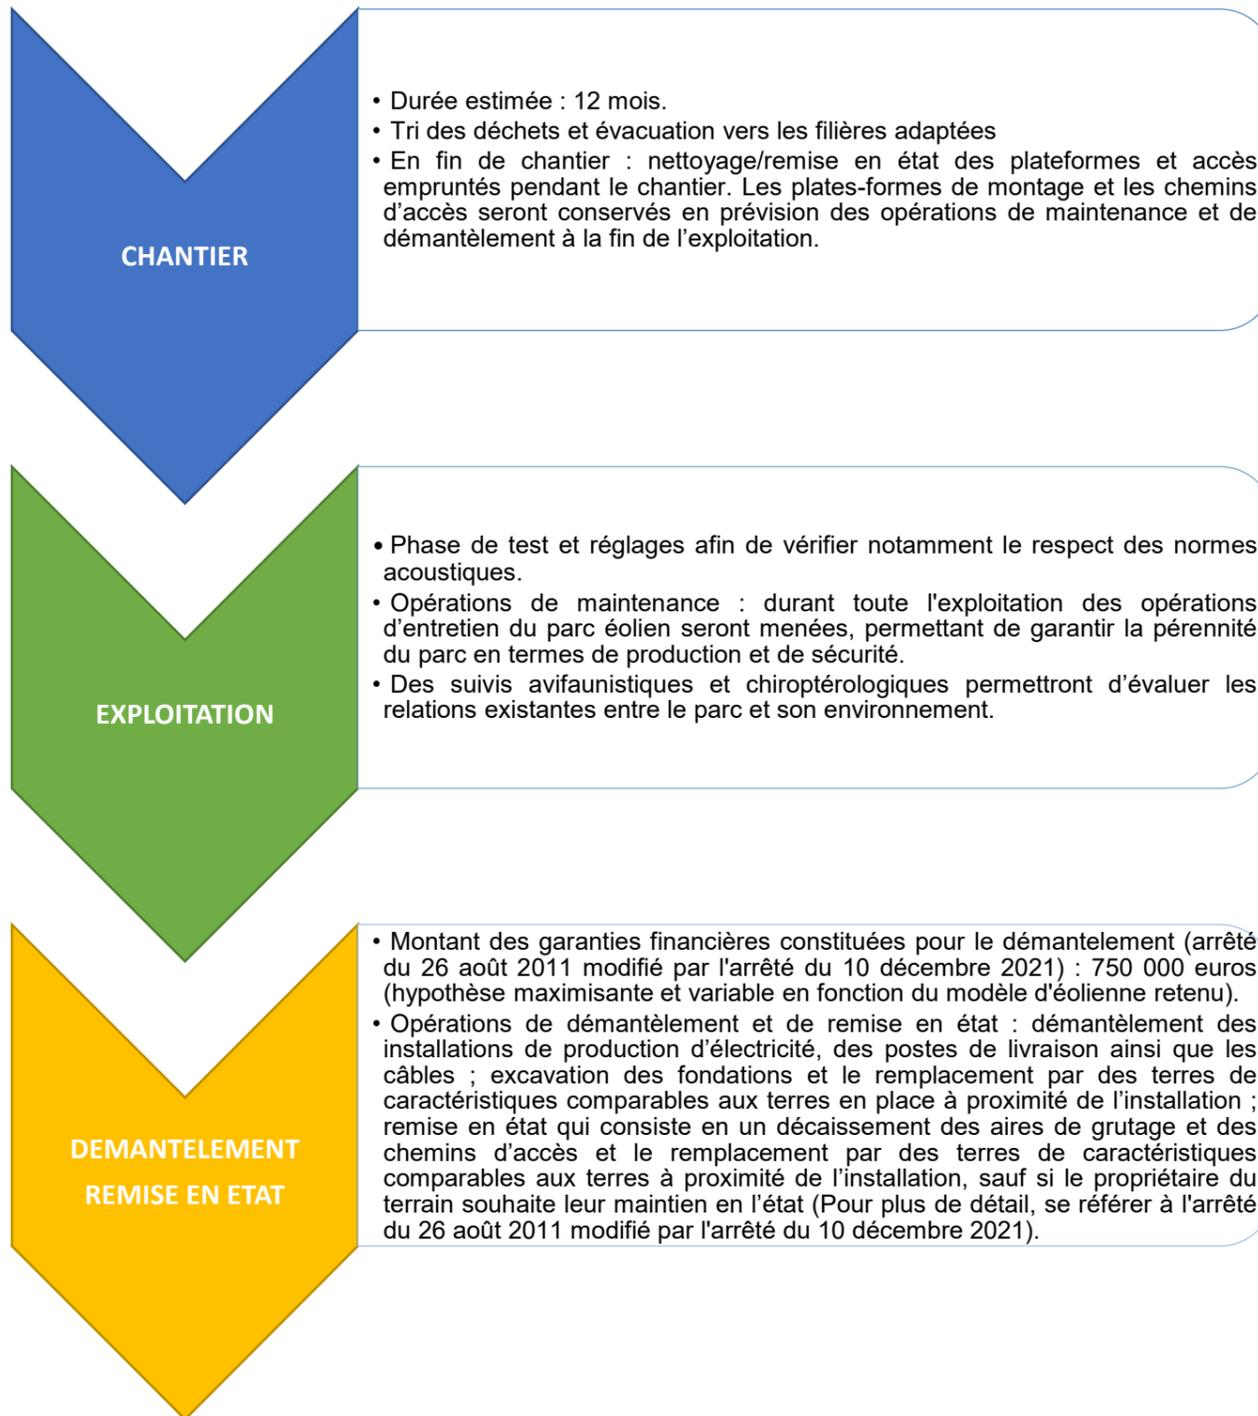 CHANTIER
• Durée estimée : 12 mois.
• Tri des déchets et évacuation vers les filières adaptées
• En fin de chantier : nettoyage/remise en état des plateformes et accès
empruntés pendant le chantier. Les plates-formes de montage et les chemins
d’accès seront conservés en prévision des opérations de maintenance et de
démantèlement à la fin de l’exploitation.
EXPLOITATION
• Phase de test et réglages afin de vérifier notamment le respect des normes
acoustiques.
• Opérations de maintenance : durant toute l'exploitation des opérations
d’entretien du parc éolien seront menées, permettant de garantir la pérennité
du parc en termes de production et de sécurité.
• Des suivis avifaunistiques et chiroptérologiques permettront d’évaluer les
relations existantes entre le parc et son environnement.
DEMANTELEMENT
REMISE EN ETAT
• Montant des garanties financières constituées pour le démantelement (arrêté
du 26 août 2011 modifié par l'arrêté du 10 décembre 2021) : 750 000 euros
(hypothèse maximisante et variable en fonction du modèle d'éolienne retenu).
• Opérations de démantèlement et de remise en état : démantèlement des
installations de production d’électricité, des postes de livraison ainsi que les
câbles ; excavation des fondations et le remplacement par des terres de
caractéristiques comparables aux terres en place à proximité de l’installation ;
remise en état qui consiste en un décaissement des aires de grutage et des
chemins d’accès et le remplacement par des terres de caractéristiques
comparables aux terres à proximité de l’installation, sauf si le propriétaire du
terrain souhaite leur maintien en l’état (Pour plus de détail, se référer à l'arrêté
du 26 août 2011 modifié par l'arrêté du 10 décembre 2021).